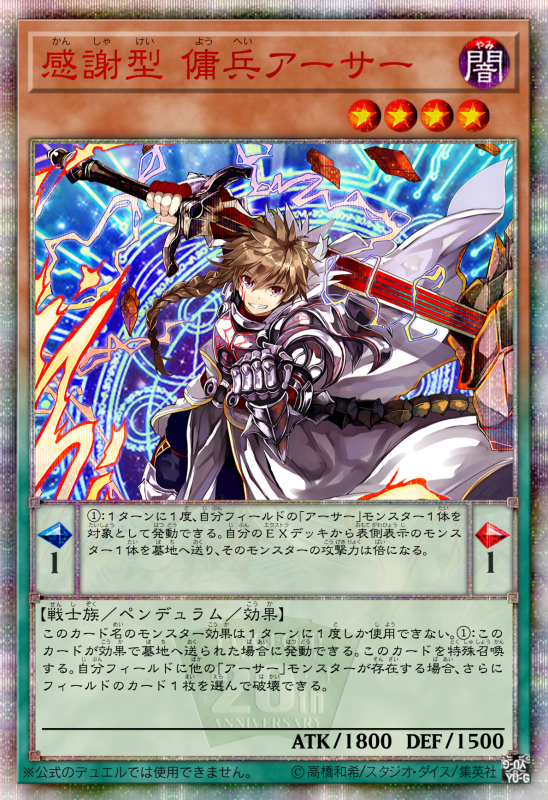 感謝型 傭兵アーサー
闇
①:1ターンに1度、自分フィールドの「アーサー」モンスター1体を
対象として発動できる。自分のEXデッキから表側表示のモンス
ター1体を墓地へ送り、そのモンスターの攻撃力は倍になる。
1
1
【戦士族/ペンデュラム/効果】
このカード名のモンスター効果は1ターンに1度しか使用できない。①:この
カードが効果で墓地へ送られた場合に発動できる。このカードを特殊召喚
する。自分フィールドに他の「アーサー」モンスターが存在する場合、さらに
フィールドのカード1枚を選んで破壊できる。
20th
ANNIVERSARY
ATK/1800 DEF/1500
※公式のデュエルでは使用できません。
©高橋和希/スタジオ・ダイス/集英社
YU-G
YU-G